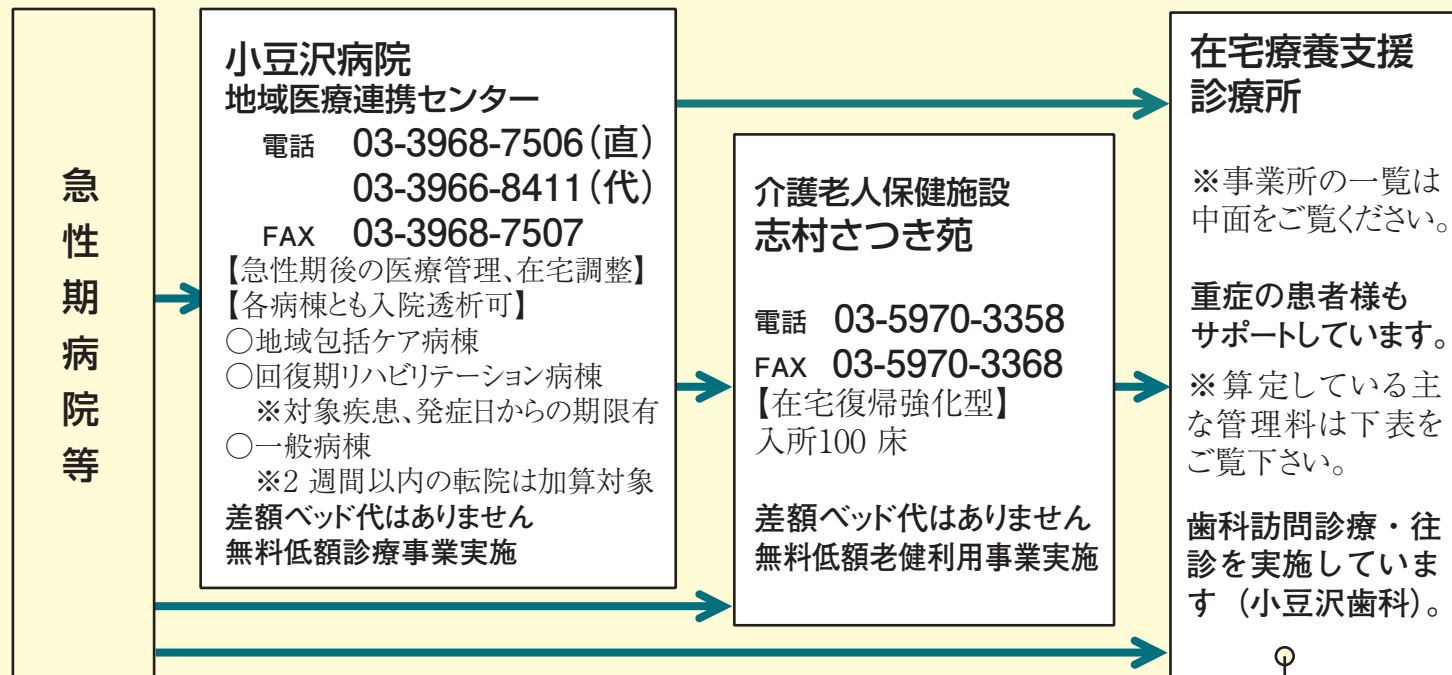 急性期病院等
小豆沢病院
地域医療連携センター
電話 03-3968-7506(直)
03-3966-8411(代)
FAX 03-3968-7507
【急性期後の医療管理、在宅調整】
【各病棟とも入院透析可】
○地域包括ケア病棟
○回復期リハビリテーション病棟
※対象疾患、発症日からの期限有
○一般病棟
※2 週間以内の転院は加算対象
差額ベッド代はありません
無料低額診療事業実施
介護老人保健施設
志村さつき苑
電話 03-5970-3358
FAX 03-5970-3368
【在宅復帰強化型】
入所100 床
差額ベッド代はありません
無料低額老健利用事業実施
在宅療養支援
診療所
※事業所の一覧は
中面をご覧ください。
重症の患者様も
サポートしています。
※算定している主
な管理料は下表を
ご覧下さい。
歯科訪問診療・往
診を実施していま
す（小豆沢歯科）。